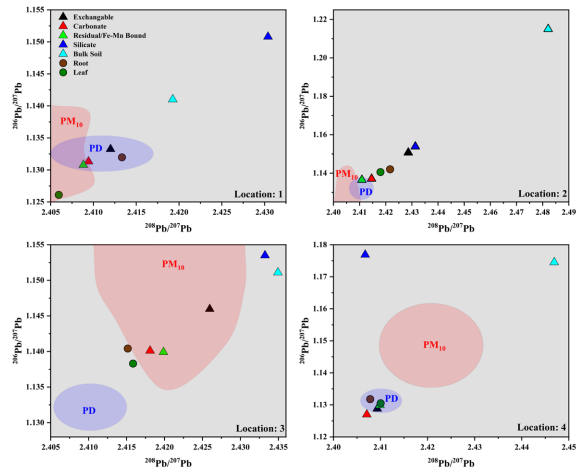 1.155
1.150
1.145
1.140
1.135
1.130
1.125
²⁰⁶Pb/²⁰⁷Pb
Exchangable
Carbonate
Residual/Fe-Mn Bound
Silicate
Bulk Soil
Root
Leaf
PM₁₀
PD
Location: 1
2.405 2.410 2.415 2.420 2.425 2.430
²⁰⁸Pb/²⁰⁷Pb
1.22
1.20
1.18
1.16
1.14
²⁰⁶Pb/²⁰⁷Pb
PM₁₀
PD
Location: 2
2.40 2.41 2.42 2.43 2.44 2.45 2.46 2.47 2.48 2.49
²⁰⁸Pb/²⁰⁷Pb
1.155
1.150
1.145
1.140
1.135
1.130
²⁰⁶Pb/²⁰⁷Pb
PM₁₀
PD
Location: 3
2.405 2.410 2.415 2.420 2.425 2.430 2.435
²⁰⁸Pb/²⁰⁷Pb
1.18
1.17
1.16
1.15
1.14
1.13
1.12
²⁰⁶Pb/²⁰⁷Pb
PM₁₀
PD
Location: 4
2.40 2.41 2.42 2.43 2.44 2.45
²⁰⁸Pb/²⁰⁷Pb